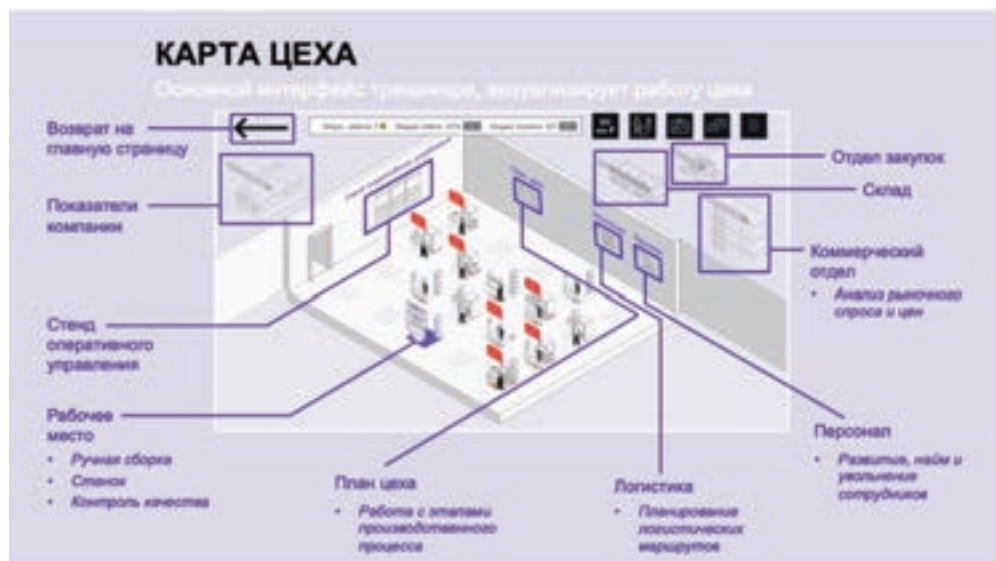 КАРТА ЦЕХА
Основной интерфейс тренажера, визуализирует работу цеха
Возврат на
главную страницу
Показатели
компании
Стенд
оперативного
управления
Рабочее
место
• Ручная сборка
• Станок
• Контроль качества
План цеха
• Работа с этапами
производственного
процесса
Логистика
• Планирование
логистических
маршрутов
Персонал
• Развитие, найм и
увольнение
сотрудников
Отдел закупок
Склад
Коммерческий
отдел
• Анализ рыночного
спроса и цен